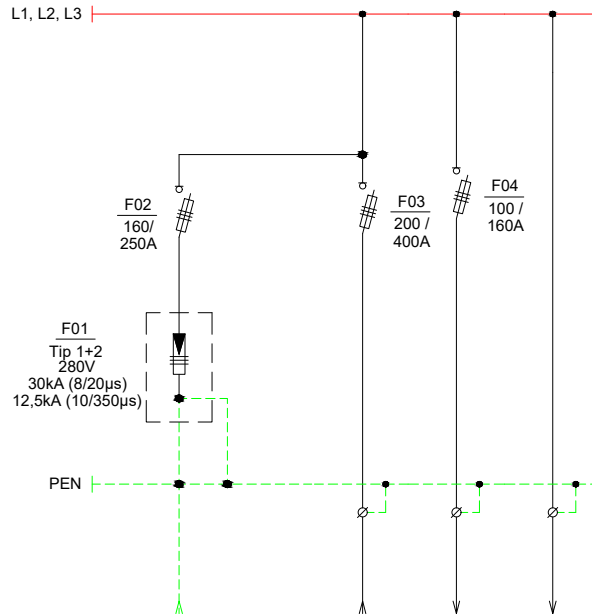 L1, L2, L3
F02
160/
250A
F03
200 /
400A
F04
100 /
160A
F01
Tip 1+2
280V
30kA (8/20µs)
12,5kA (10/350µs)
PEN